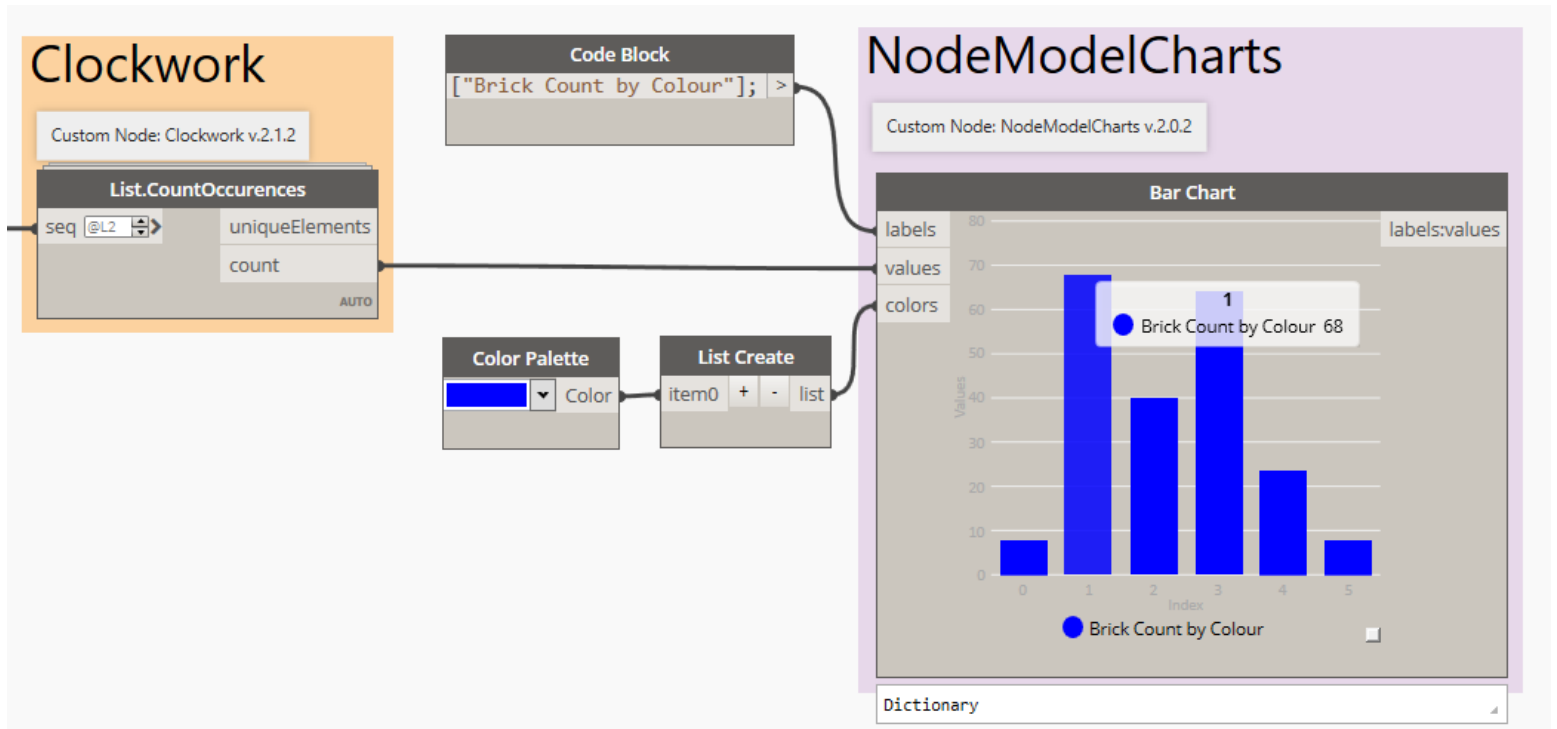 Clockwork
Custom Node: Clockwork v.2.1.2
List.CountOccurences
seq @L2 uniqueElements
count
AUTO
Code Block
["Brick Count by Colour"]; >
Color Palette
Color
List Create
item0 + - list
NodeModelCharts
Custom Node: NodeModelCharts v.2.0.2
Bar Chart
labels
values
colors
labels:values
80
70
60
50
40
30
20
10
0
Values
1
Brick Count by Colour 68
0 1 2 3 4 5
Index
Brick Count by Colour
Dictionary